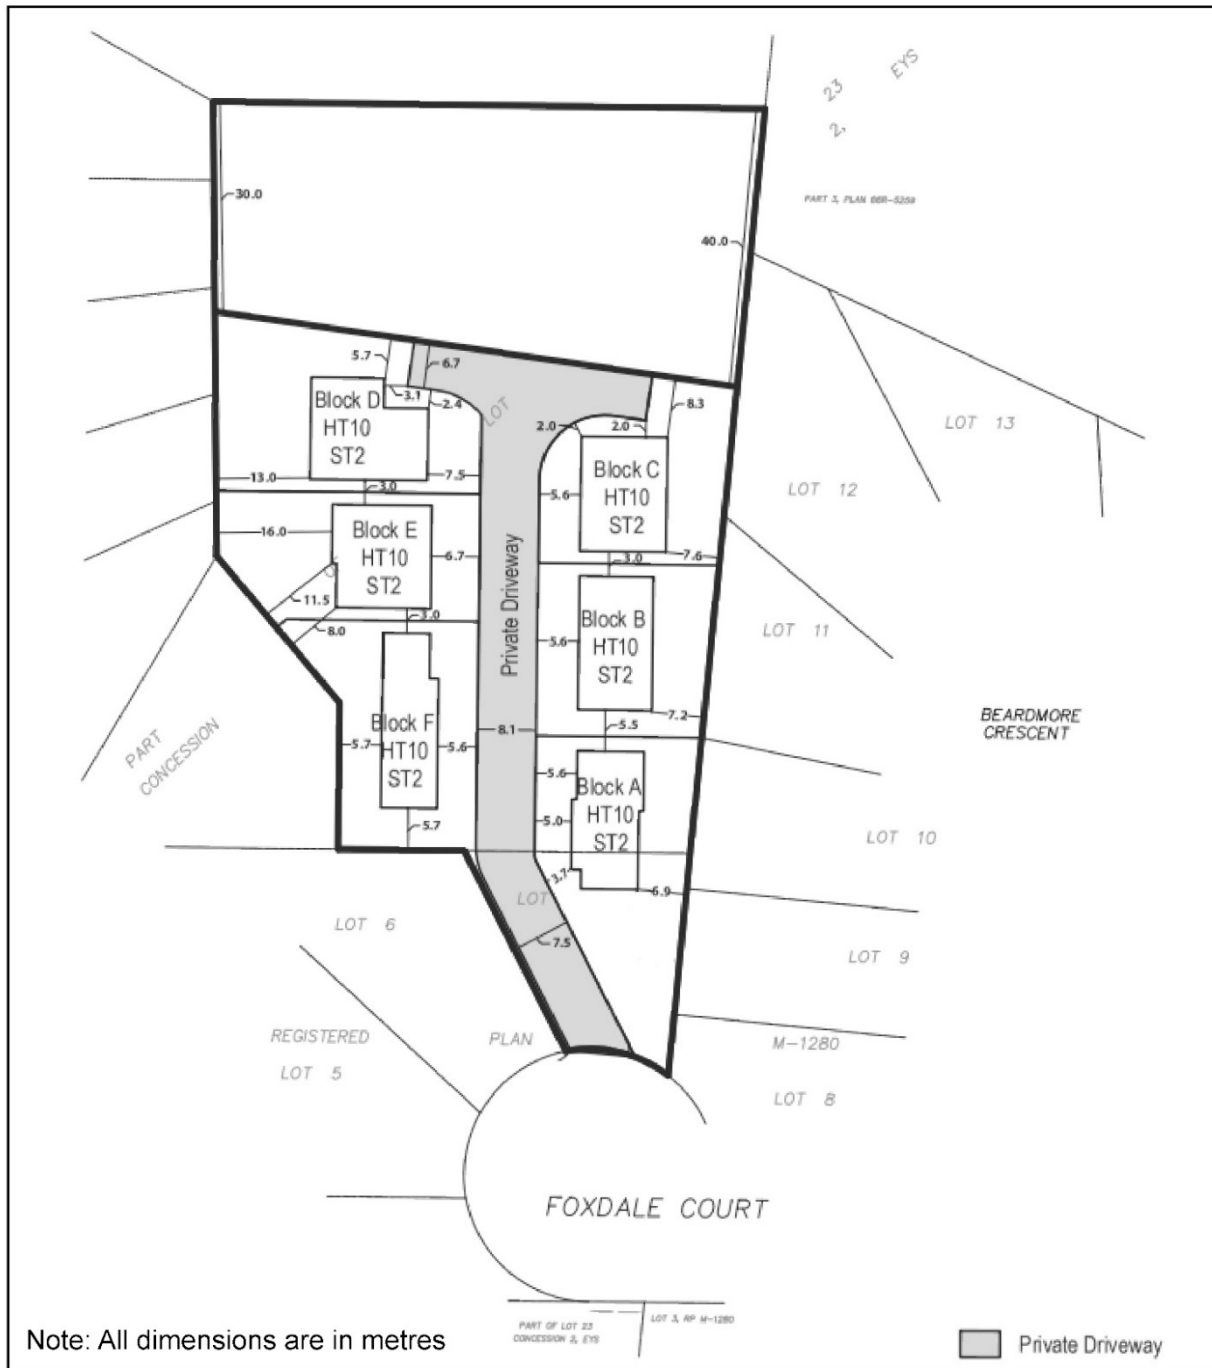 23
EYS
2,
PART 3, PLAN 66R-5259
30.0
40.0
5.7
6.7
3.1
2.4
LOT
8.3
2.0
2.0
Block D
HT10
ST2
13.0
7.5
3.0
Block C
HT10
ST2
5.6
7.6
3.0
LOT 13
LOT 12
16.0
Block E
HT10
ST2
6.7
11.5
8.0
3.0
Private Driveway
Block B
HT10
ST2
5.6
7.2
5.5
LOT 11
BEARDMORE
CRESCENT
PART
CONCESSION
Block F
HT10
ST2
5.7
5.6
5.7
8.1
5.6
5.0
Block A
HT10
ST2
3.7
6.9
LOT 10
LOT
7.5
LOT 6
LOT 9
REGISTERED
PLAN
M-1280
LOT 5
LOT 8
FOXDALE COURT
PART OF LOT 23
CONCESSION 2, EYS
LOT 3, RP M-1280
Note: All dimensions are in metres
Private Driveway